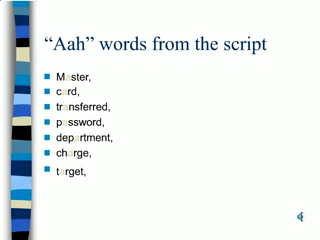 “Aah” words from the script
Master,
card,
transferred,
password,
department,
charge,
target,